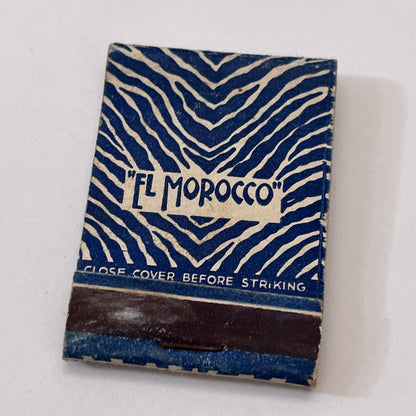 "EL MOROCCO"
CLOSE COVER BEFORE STRIKING